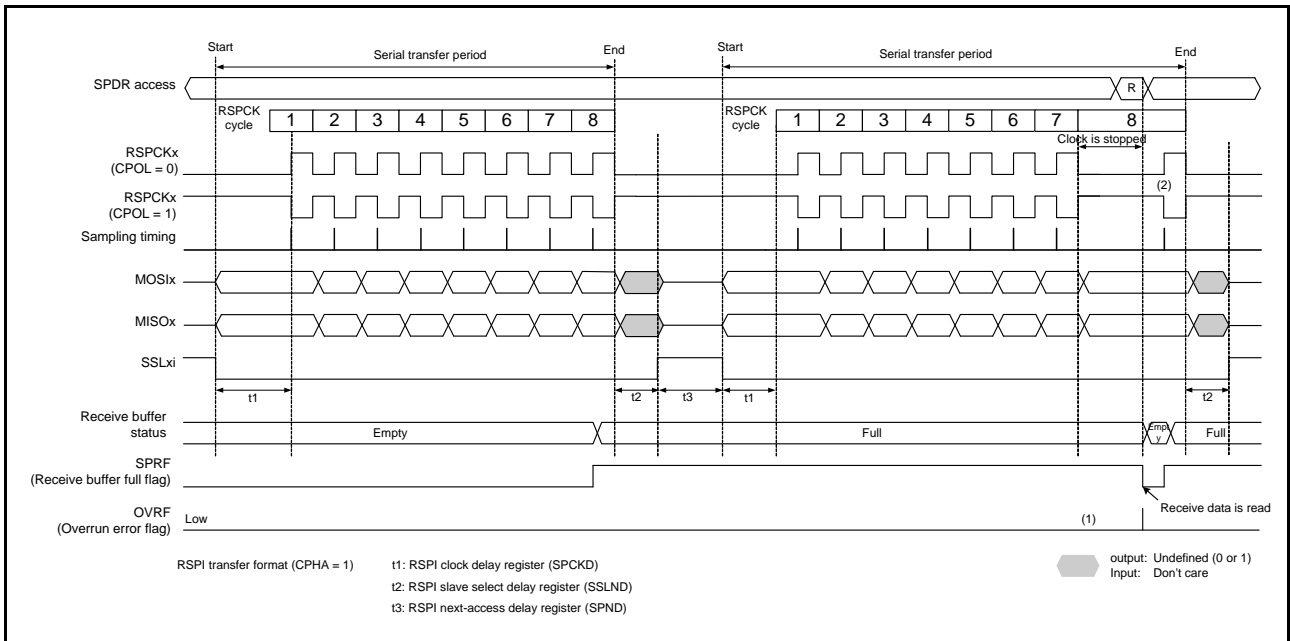 Start
Serial transfer period
End
Start
Serial transfer period
End
SPDR access
R
RSPCK
cycle
1 2 3 4 5 6 7 8
RSPCK
cycle
1 2 3 4 5 6 7 8
Clock is stopped
RSPCKx
(CPOL = 0)
(2)
RSPCKx
(CPOL = 1)
Sampling timing
MOSIx
MISOx
SSLxi
t1
t2
t3
t1
t2
Receive buffer
status
Empty
Full
Empt
y
Full
SPRF
(Receive buffer full flag)
Receive data is read
OVRF
(Overrun error flag)
Low
(1)
RSPI transfer format (CPHA = 1)
t1: RSPI clock delay register (SPCKD)
t2: RSPI slave select delay register (SSLND)
t3: RSPI next-access delay register (SPND)
output: Undefined (0 or 1)
Input: Don't care